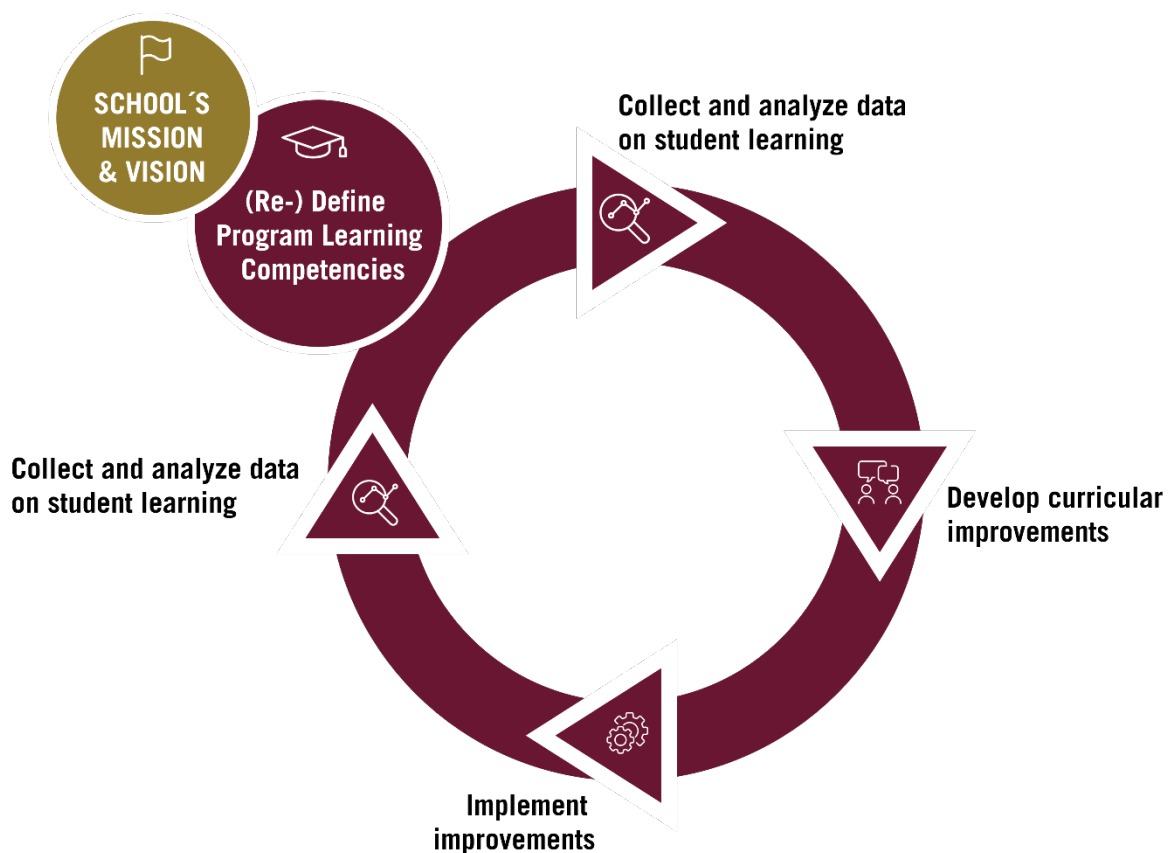 SCHOOL´S
MISSION
& VISION
(Re-) Define
Program Learning
Competencies
Collect and analyze data
on student learning
Develop curricular
improvements
Implement
improvements
Collect and analyze data
on student learning